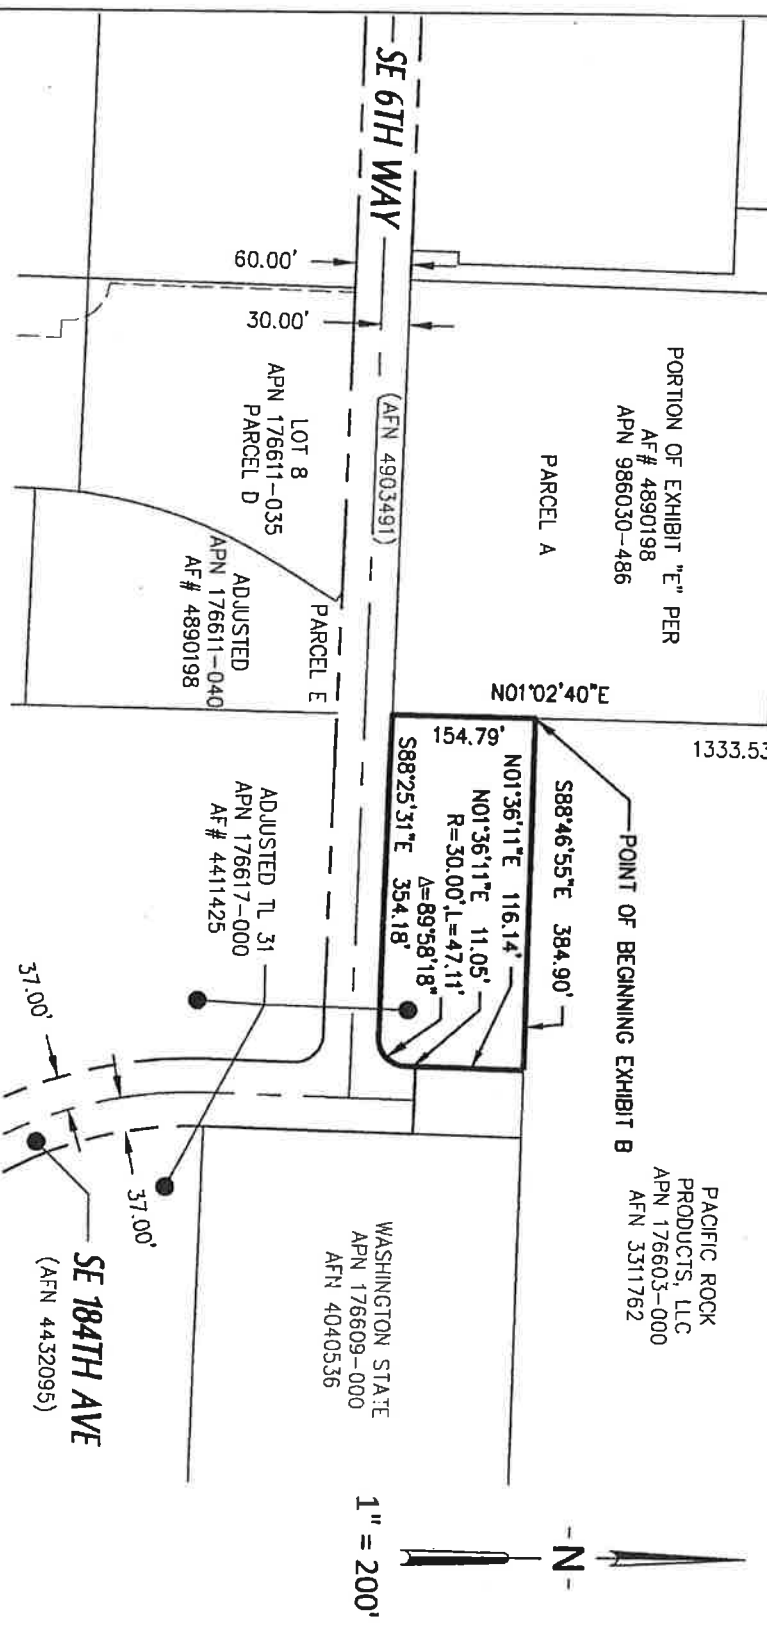 SE 6TH WAY
60.00'
30.00'
(AFN 4903491)
PORTION OF EXHIBIT "E" PER
AF# 4890198
APN 986030-486
PARCEL A
LOT 8
APN 176611-035
PARCEL D
ADJUSTED
APN 176611-040
AF# 4890198
PARCEL E
N01°02'40"E
1333.53
154.79'
S88°46'55"E 384.90'
N01°36'11"E 116.14'
N01°36'11"E 11.05'
R=30.00',L=47.11'
Δ=89°58'18"
S88°25'31"E 354.18'
POINT OF BEGINNING EXHIBIT B
ADJUSTED TL 31
APN 176617-000
AF# 4411425
37.00'
37.00'
SE 184TH AVE
(AFN 4432095)
PACIFIC ROCK
PRODUCTS, LLC
APN 176603-000
AFN 3311762
WASHINGTON STATE
APN 176609-000
AFN 4040536
-N-
1" = 200'